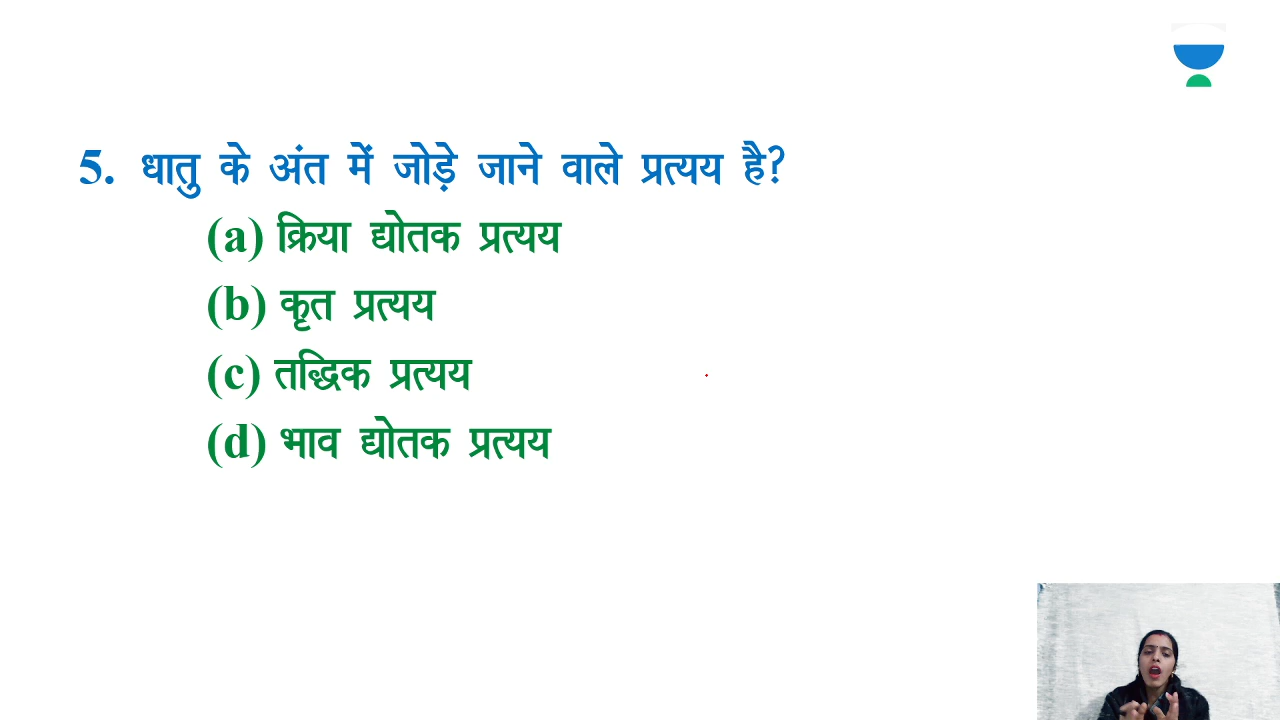 5. धातु के अंत में जोड़े जाने वाले प्रत्यय है?
(a) क्रिया द्योतक प्रत्यय
(b) कृत प्रत्यय
(c) तद्धिक प्रत्यय
(d) भाव द्योतक प्रत्यय